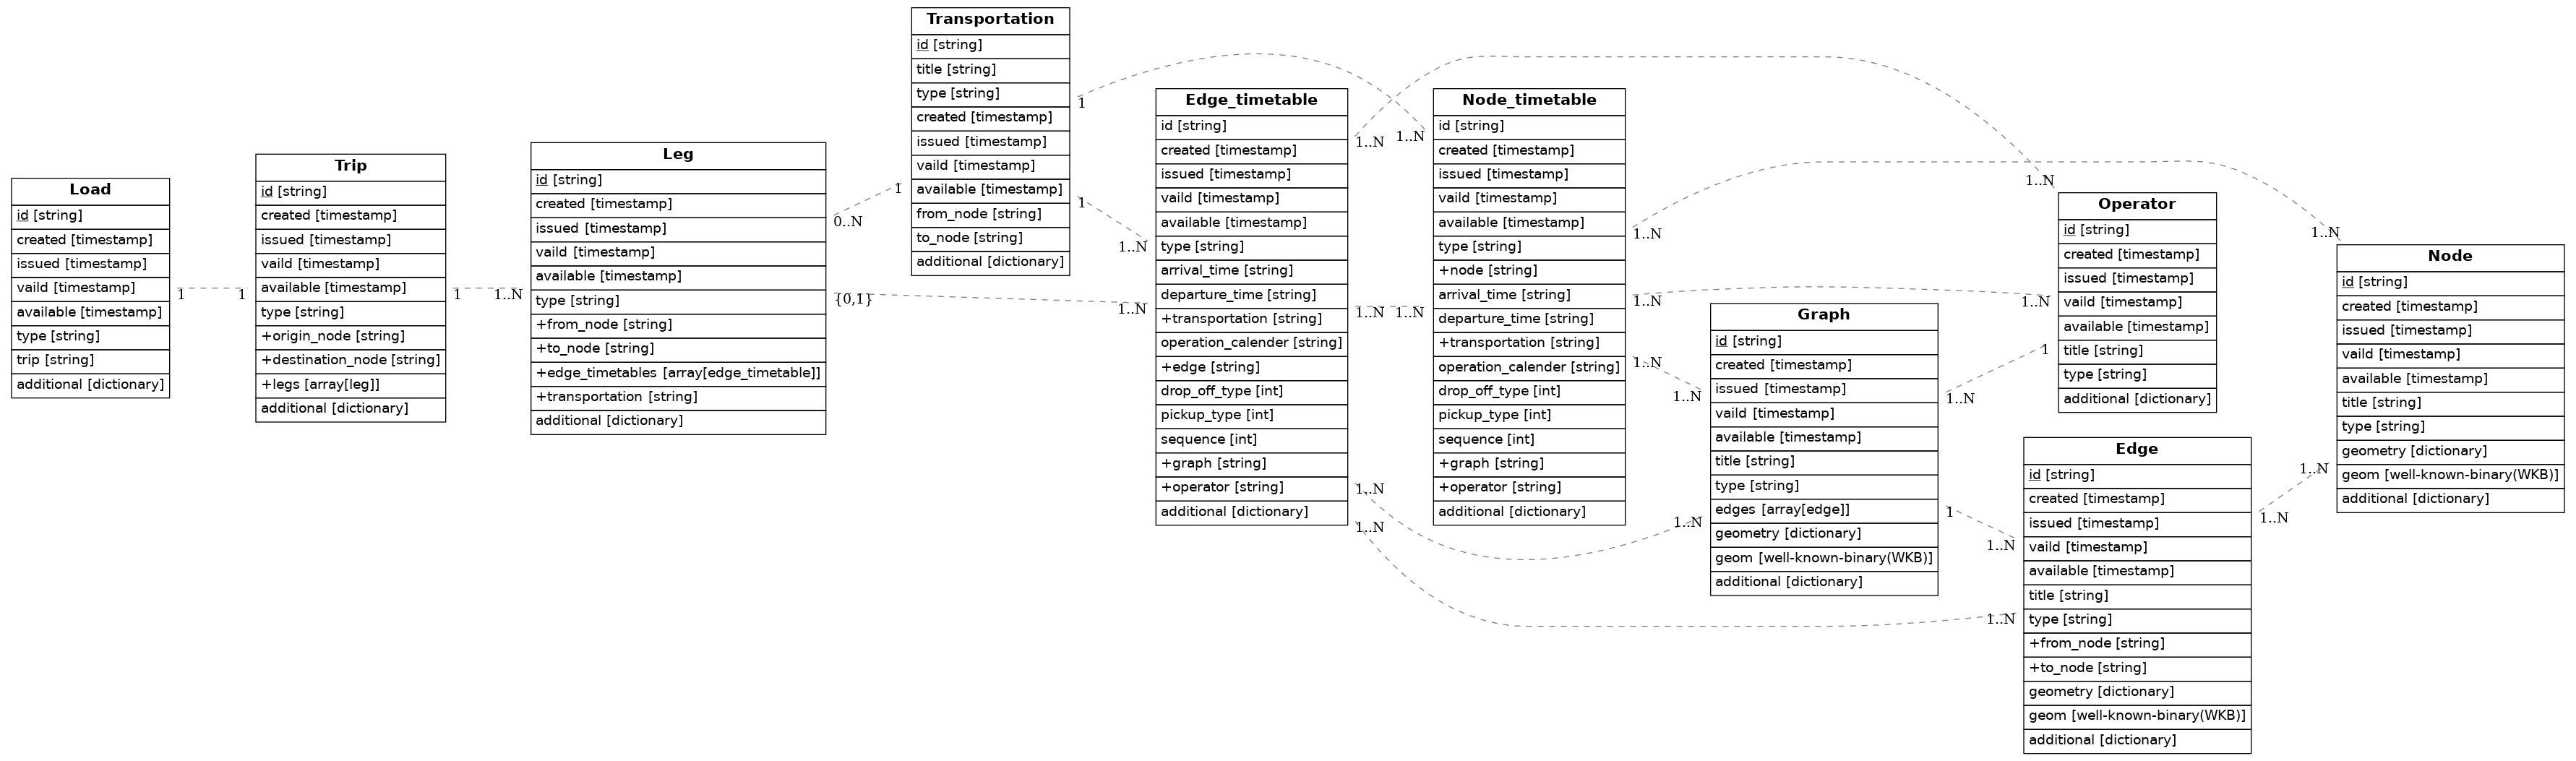 Load
id [string]
created [timestamp]
issued [timestamp]
vaild [timestamp]
available [timestamp]
type [string]
trip [string]
additional [dictionary]
1
1
Trip
id [string]
created [timestamp]
issued [timestamp]
vaild [timestamp]
available [timestamp]
type [string]
+origin_node [string]
+destination_node [string]
+legs [array[leg]]
additional [dictionary]
1
1..N
Leg
id [string]
created [timestamp]
issued [timestamp]
vaild [timestamp]
available [timestamp]
type [string]
+from_node [string]
+to_node [string]
+edge_timetables [array[edge_timetable]]
+transportation [string]
additional [dictionary]
0..N
1
{0,1}
1..N
Transportation
id [string]
title [string]
type [string]
created [timestamp]
issued [timestamp]
vaild [timestamp]
available [timestamp]
from_node [string]
to_node [string]
additional [dictionary]
1
1..N
1
1..N
Edge_timetable
id [string]
created [timestamp]
issued [timestamp]
vaild [timestamp]
available [timestamp]
type [string]
arrival_time [string]
departure_time [string]
+transportation [string]
operation_calender [string]
+edge [string]
drop_off_type [int]
pickup_type [int]
sequence [int]
+graph [string]
+operator [string]
additional [dictionary]
1..N
1..N
1..N
1..N
1..N
1..N
1..N
1..N
Node_timetable
id [string]
created [timestamp]
issued [timestamp]
vaild [timestamp]
available [timestamp]
type [string]
+node [string]
arrival_time [string]
departure_time [string]
+transportation [string]
operation_calender [string]
drop_off_type [int]
pickup_type [int]
sequence [int]
+graph [string]
+operator [string]
additional [dictionary]
1..N
1..N
1..N
1..N
1..N
1..N
Graph
id [string]
created [timestamp]
issued [timestamp]
vaild [timestamp]
available [timestamp]
title [string]
type [string]
edges [array[edge]]
geometry [dictionary]
geom [well-known-binary(WKB)]
additional [dictionary]
1..N
1
1
1..N
Operator
id [string]
created [timestamp]
issued [timestamp]
vaild [timestamp]
available [timestamp]
title [string]
type [string]
additional [dictionary]
Edge
id [string]
created [timestamp]
issued [timestamp]
vaild [timestamp]
available [timestamp]
title [string]
type [string]
+from_node [string]
+to_node [string]
geometry [dictionary]
geom [well-known-binary(WKB)]
additional [dictionary]
1..N
1..N
Node
id [string]
created [timestamp]
issued [timestamp]
vaild [timestamp]
available [timestamp]
title [string]
type [string]
geometry [dictionary]
geom [well-known-binary(WKB)]
additional [dictionary]